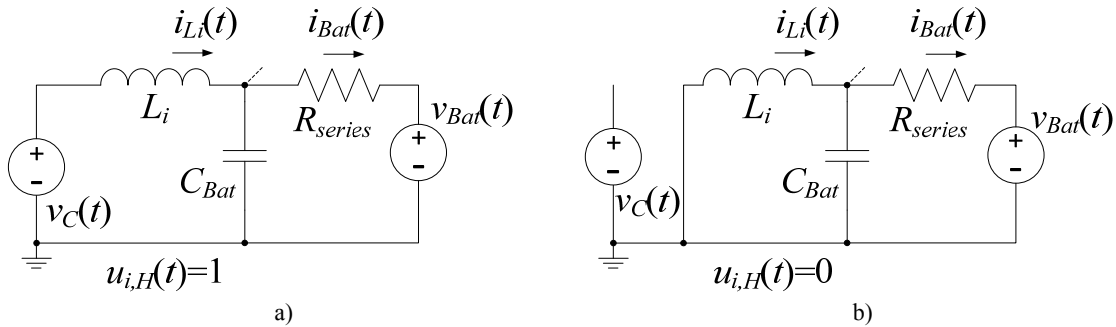 i_Li(t) i_Bat(t)
L_i
R_series
v_Bat(t)
+
-
+
-
C_Bat
v_C(t)
u_i,H(t)=1
a)
i_Li(t) i_Bat(t)
L_i
R_series
v_Bat(t)
+
-
+
-
C_Bat
v_C(t)
u_i,H(t)=0
b)